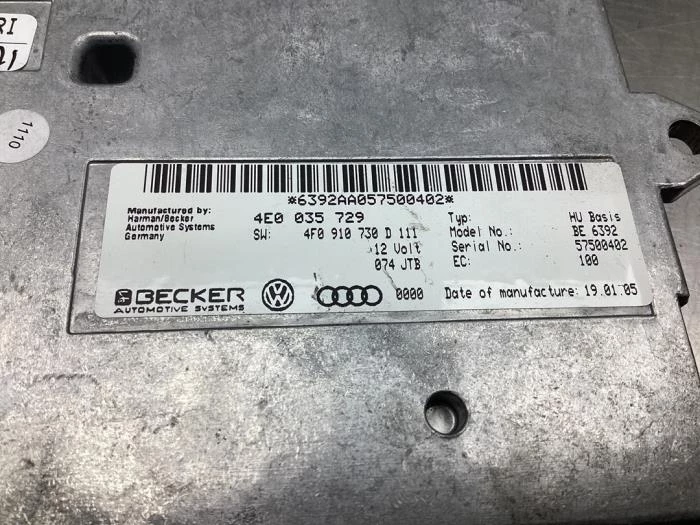 RI
1110
*6392AA057500402*
Manufactured by:
Harman/Becker
Automotive Systems
Germany
4E0 035 729
SW: 4F0 910 730 D 111
12 Volt
074 JTB
Typ: HU Basis
Model No.: BE 6392
Serial No.: 57500402
EC: 100
BECKER
AUTOMOTIVE SYSTEMS
0000
Date of manufacture: 19.01 05